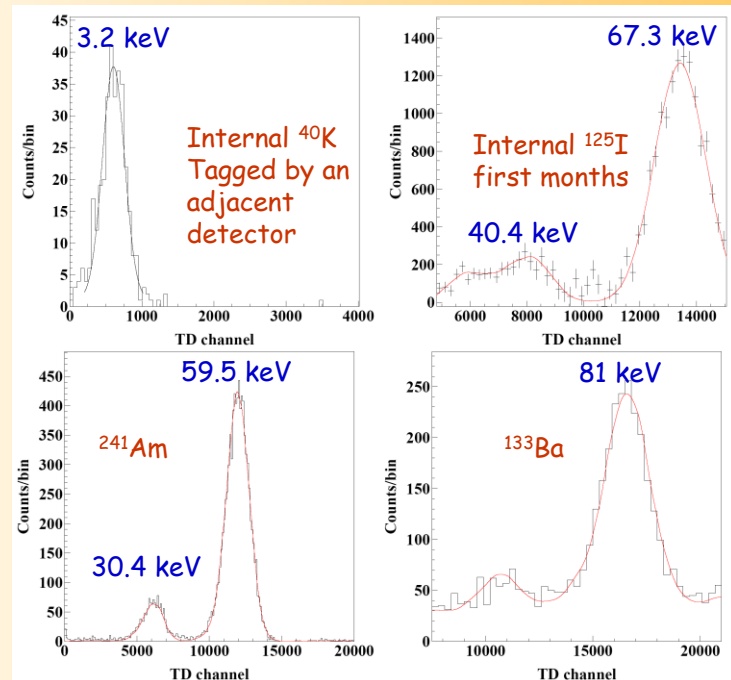 3.2 keV
45
40
35
30
25
20
15
10
5
0
Counts/bin
Internal ⁴⁰K
Tagged by an
adjacent
detector
0 1000 2000 3000 4000
TD channel
67.3 keV
1400
1200
1000
800
600
400
200
0
Counts/bin
Internal ¹²⁵I
first months
40.4 keV
6000 8000 10000 12000 14000
TD channel
59.5 keV
450
400
350
300
250
200
150
100
50
0
Counts/bin
²⁴¹Am
30.4 keV
0 5000 10000 15000 20000
TD channel
81 keV
250
200
150
100
50
0
Counts/bin
¹³³Ba
10000 15000 20000
TD channel